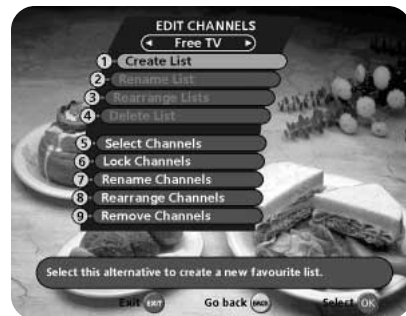 EDIT CHANNELS
Free TV
1 Create List
2 Rename List
3 Rearrange Lists
4 Delete List
5 Select Channels
6 Lock Channels
7 Rename Channels
8 Rearrange Channels
9 Remove Channels
Select this alternative to create a new favourite list.
Exit EXIT Go back BACK Select OK